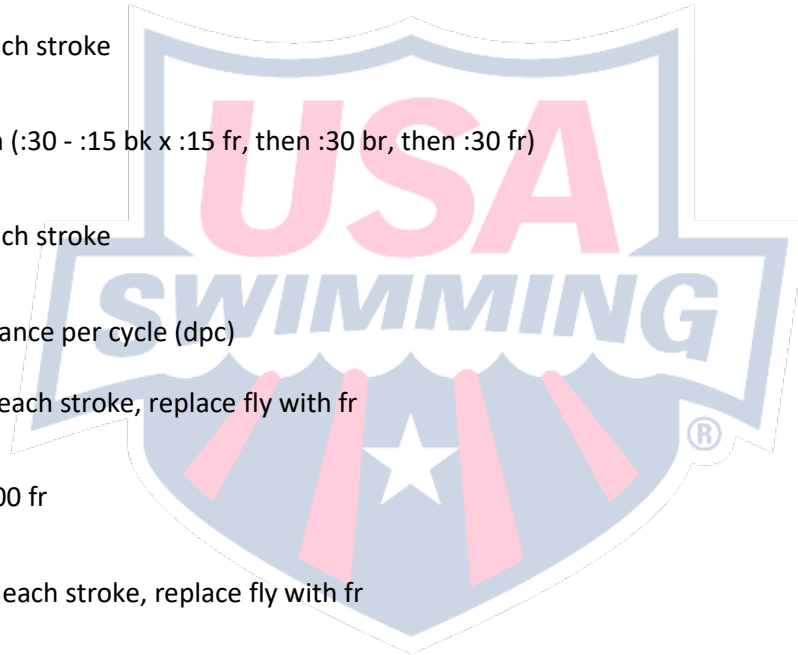 ch stroke
(:30 - :15 bk x :15 fr, then :30 br, then :30 fr)
USA
ch stroke
SWIMMING
ance per cycle (dpc)
each stroke, replace fly with fr
®
00 fr
each stroke, replace fly with fr